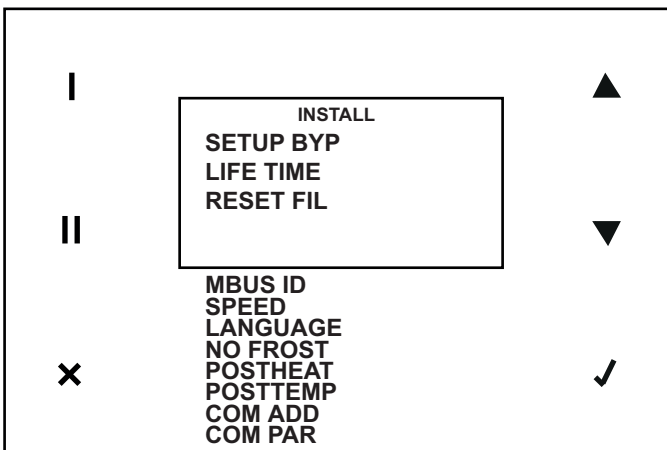 I
INSTALL
SETUP BYP
LIFE TIME
RESET FIL
II
MBUS ID
SPEED
LANGUAGE
NO FROST
POSTHEAT
POSTTEMP
COM ADD
COM PAR